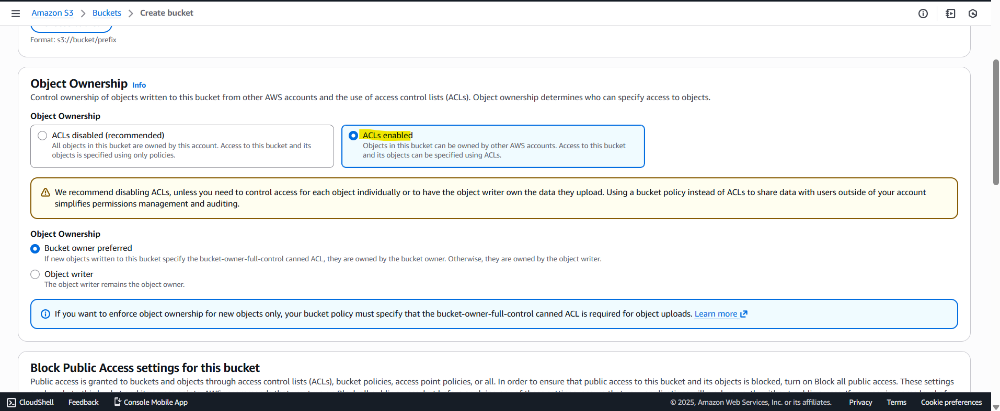 Amazon S3 > Buckets > Create bucket
Format: s3://bucket/prefix
Object Ownership Info
Control ownership of objects written to this bucket from other AWS accounts and the use of access control lists (ACLs). Object ownership determines who can specify access to objects.
Object Ownership
ACLs disabled (recommended)
All objects in this bucket are owned by this account. Access to this bucket and its
objects is specified using only policies.
ACLs enabled
Objects in this bucket can be owned by other AWS accounts. Access to this bucket
and its objects can be specified using ACLs.
We recommend disabling ACLs, unless you need to control access for each object individually or to have the object writer own the data they upload. Using a bucket policy instead of ACLs to share data with users outside of your account
simplifies permissions management and auditing.
Object Ownership
Bucket owner preferred
If new objects written to this bucket specify the bucket-owner-full-control canned ACL, they are owned by the bucket owner. Otherwise, they are owned by the object writer.
Object writer
The object writer remains the object owner.
If you want to enforce object ownership for new objects only, your bucket policy must specify that the bucket-owner-full-control canned ACL is required for object uploads. Learn more
Block Public Access settings for this bucket
Public access is granted to buckets and objects through access control lists (ACLs), bucket policies, access point policies, or all. In order to ensure that public access to this bucket and its objects is blocked, turn on Block all public access. These settings
CloudShell Feedback Console Mobile App © 2025, Amazon Web Services, Inc. or its affiliates. Privacy Terms Cookie preferences